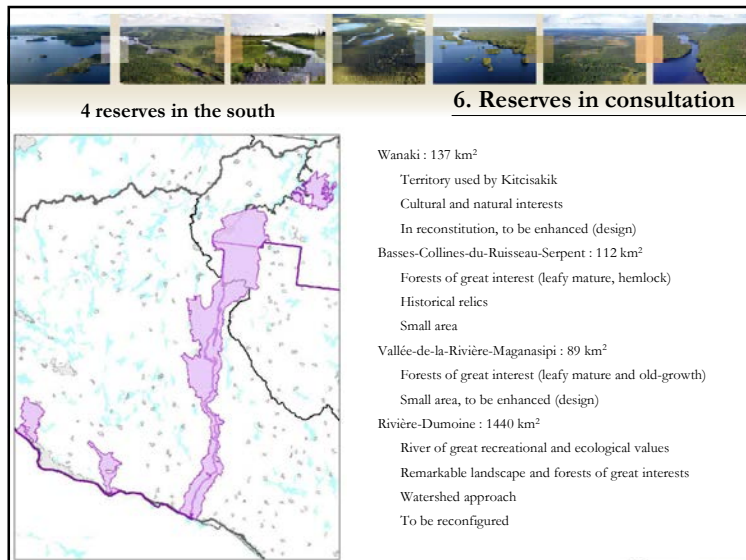 4 reserves in the south
6. Reserves in consultation
Wanaki : 137 km²
Territory used by Kitcisakik
Cultural and natural interests
In reconstitution, to be enhanced (design)
Basses-Collines-du-Ruisseau-Serpent : 112 km²
Forests of great interest (leafy mature, hemlock)
Historical relics
Small area
Vallée-de-la-Rivière-Maganasipi : 89 km²
Forests of great interest (leafy mature and old-growth)
Small area, to be enhanced (design)
Rivière-Dumoine : 1440 km²
River of great recreational and ecological values
Remarkable landscape and forests of great interests
Watershed approach
To be reconfigured